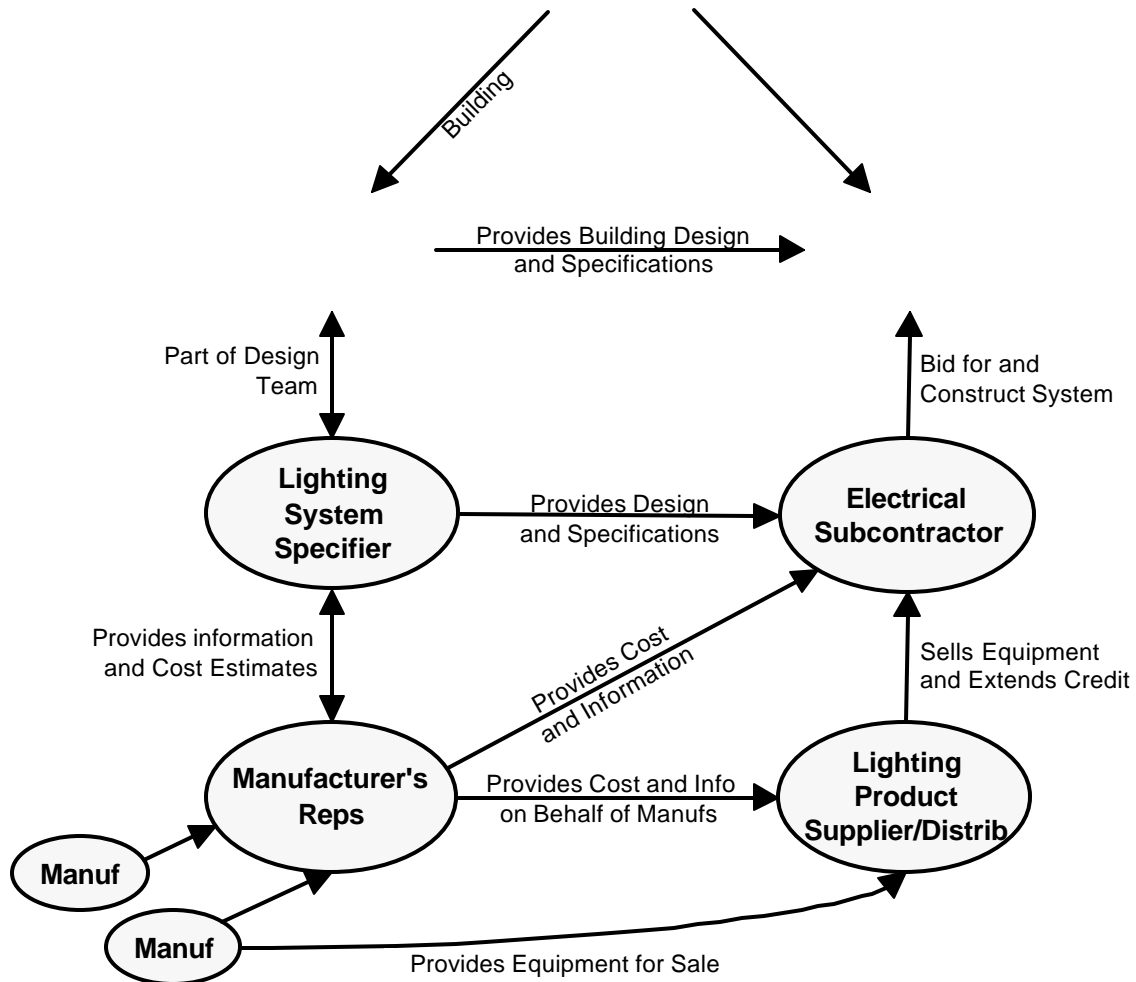 Building
Provides Building Design
and Specifications
Part of Design
Team
Bid for and
Construct System
Lighting
System
Specifier
Provides Design
and Specifications
Electrical
Subcontractor
Provides information
and Cost Estimates
Provides Cost
and Information
Sells Equipment
and Extends Credit
Manufacturer's
Reps
Provides Cost and Info
on Behalf of Manufs
Lighting
Product
Supplier/Distrib
Manuf
Manuf
Provides Equipment for Sale